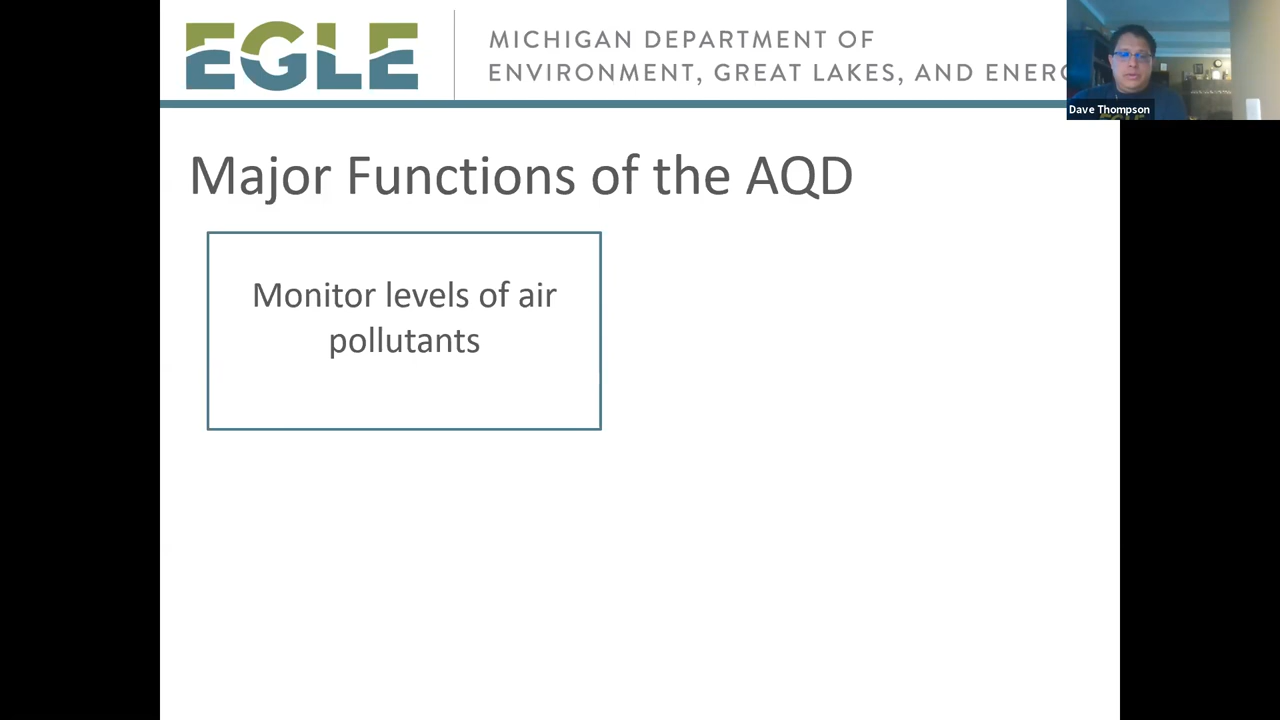 EGLE
MICHIGAN DEPARTMENT OF
ENVIRONMENT, GREAT LAKES, AND ENERG
Dave Thompson
Major Functions of the AQD
Monitor levels of air
pollutants